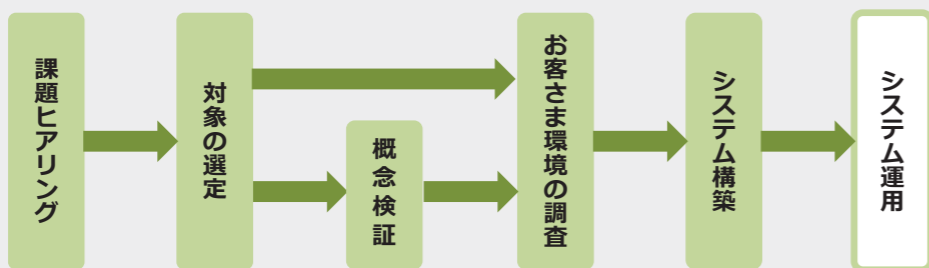 課題ヒアリング
対象の選定
概念検証
お客さま環境の調査
システム構築
システム運用